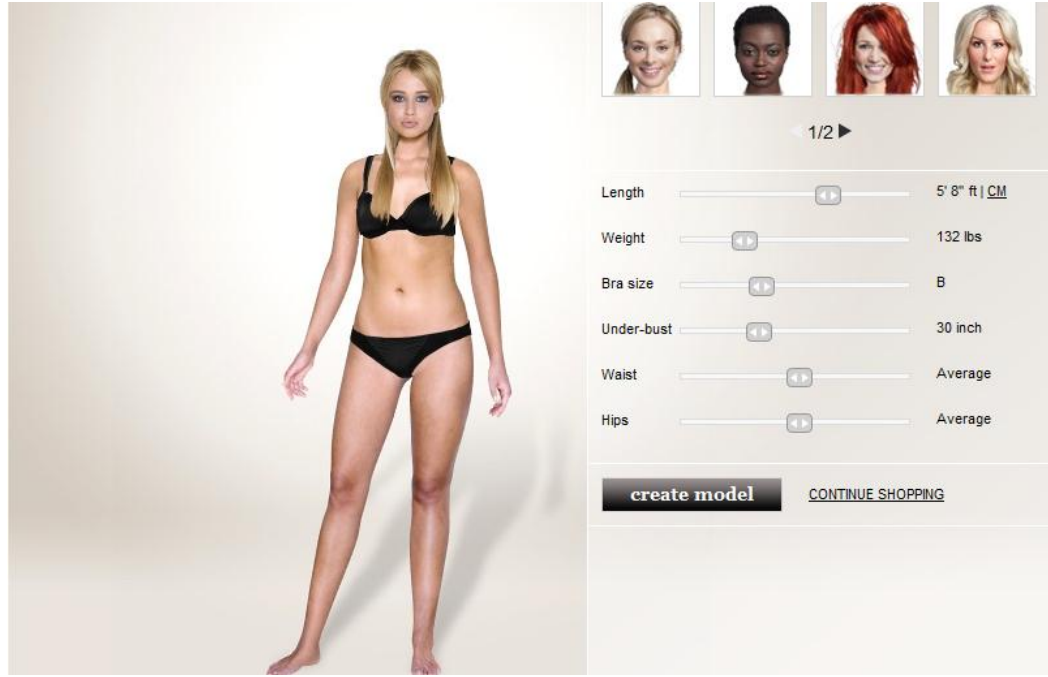 1/2
Length 5' 8" ft | CM
Weight 132 lbs
Bra size B
Under-bust 30 inch
Waist Average
Hips Average
create model CONTINUE SHOPPING